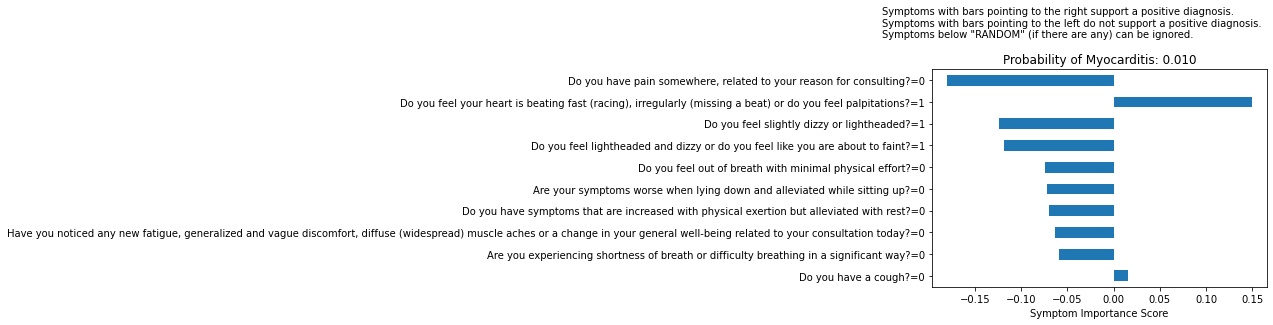 Symptoms with bars pointing to the right support a positive diagnosis.
Symptoms with bars pointing to the left do not support a positive diagnosis.
Symptoms below "RANDOM" (if there are any) can be ignored.
Probability of Myocarditis: 0.010
Do you have pain somewhere, related to your reason for consulting?=0
Do you feel your heart is beating fast (racing), irregularly (missing a beat) or do you feel palpitations?=1
Do you feel slightly dizzy or lightheaded?=1
Do you feel lightheaded and dizzy or do you feel like you are about to faint?=1
Do you feel out of breath with minimal physical effort?=0
Are your symptoms worse when lying down and alleviated while sitting up?=0
Do you have symptoms that are increased with physical exertion but alleviated with rest?=0
Have you noticed any new fatigue, generalized and vague discomfort, diffuse (widespread) muscle aches or a change in your general well-being related to your consultation today?=0
Are you experiencing shortness of breath or difficulty breathing in a significant way?=0
Do you have a cough?=0
−0.15 −0.10 −0.05 0.00 0.05 0.10 0.15
Symptom Importance Score